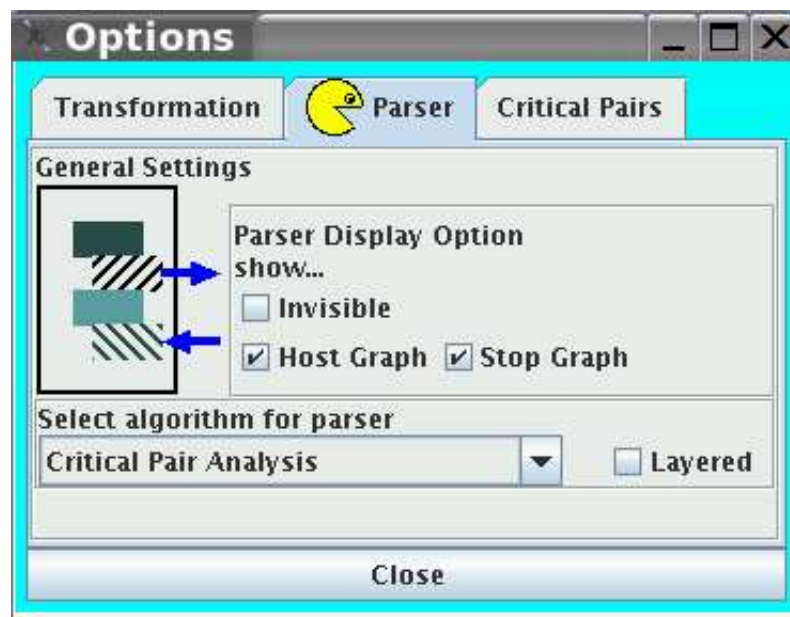 Options
Transformation Parser Critical Pairs
General Settings
Parser Display Option
show...
Invisible
Host Graph Stop Graph
Select algorithm for parser
Critical Pair Analysis Layered
Close